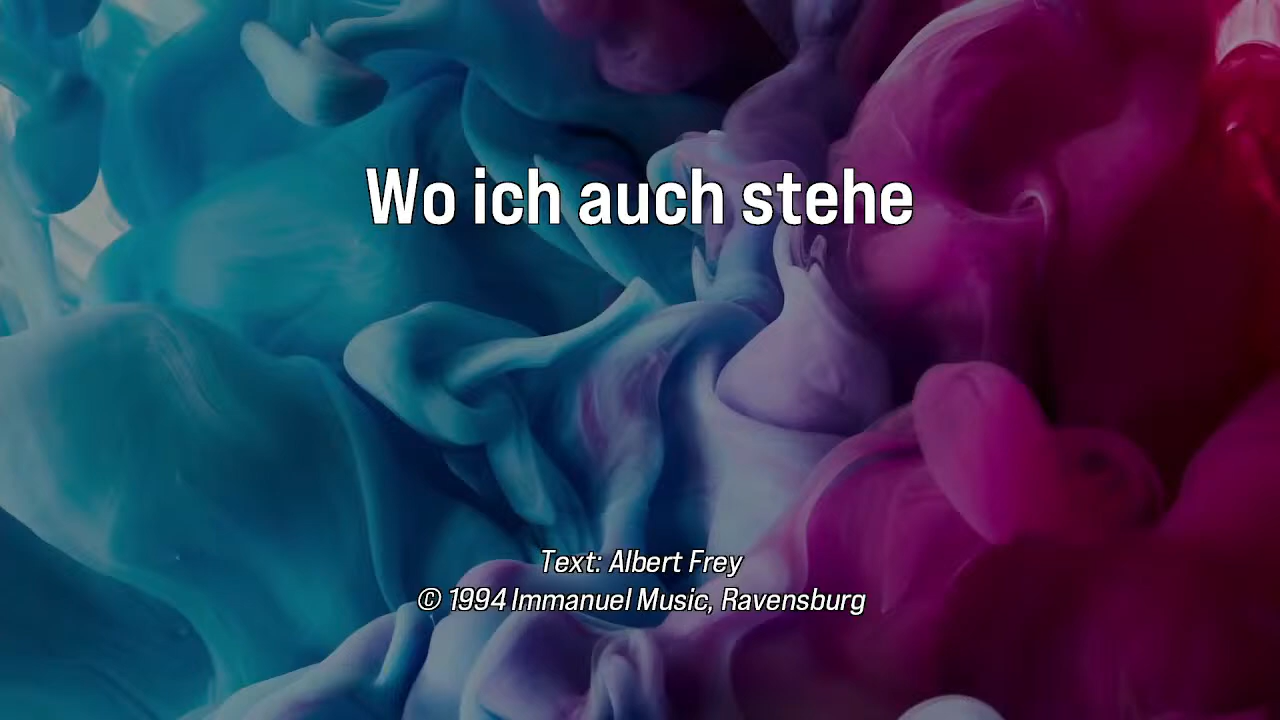 Wo ich auch stehe
Text: Albert Frey
© 1994 Immanuel Music, Ravensburg